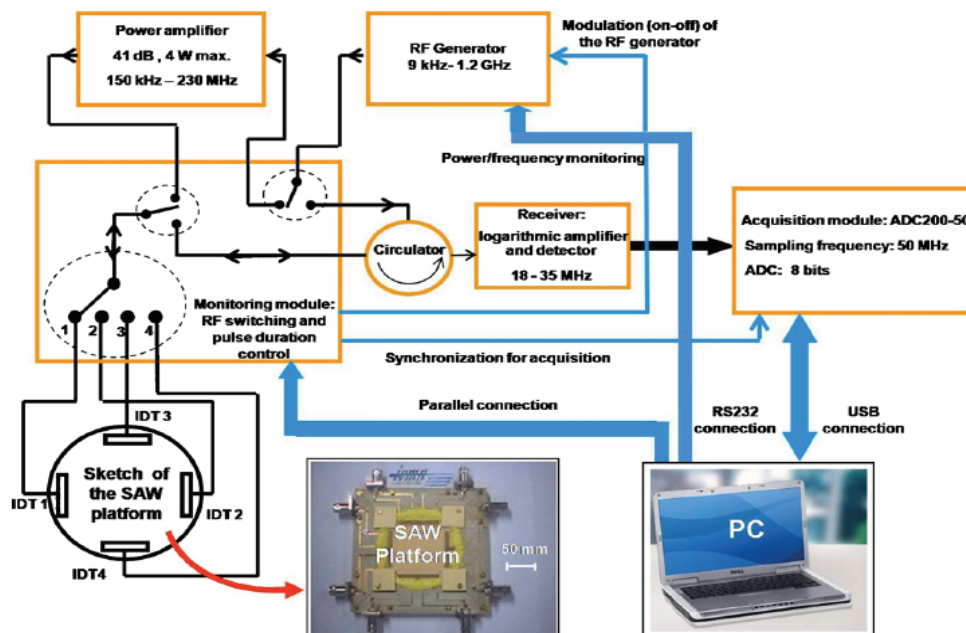 Power amplifier
41 dB , 4 W max.
150 kHz – 230 MHz
RF Generator
9 kHz- 1.2 GHz
Modulation (on-off) of
the RF generator
Power/frequency monitoring
Receiver:
logarithmic amplifier
and detector
18 - 35 MHz
Circulator
Acquisition module: ADC200-50
Sampling frequency: 50 MHz
ADC: 8 bits
Monitoring module:
RF switching and
pulse duration
control
1
2
3
4
Synchronization for acquisition
Parallel connection
RS232
connection
USB
connection
IDT 3
IDT 1
Sketch of
the SAW
platform
IDT 2
IDT4
SAW
Platform
50 mm
PC
DELL